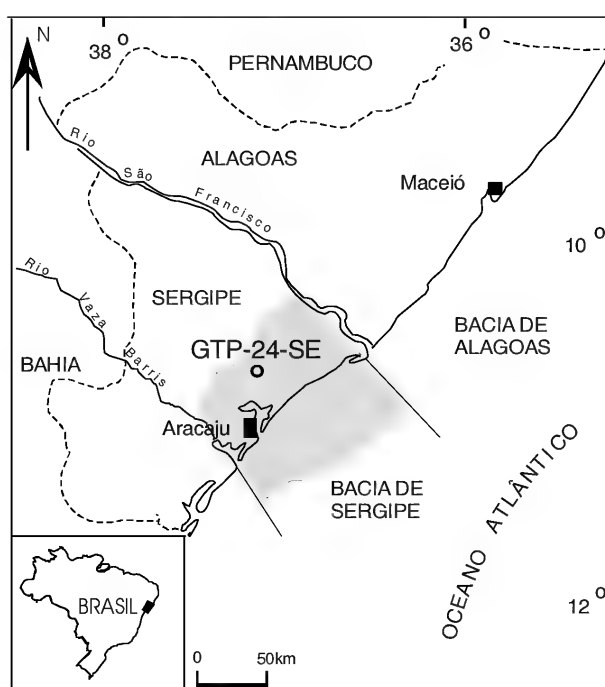 N
38 º
36 º
PERNAMBUCO
Rio São Francisco
ALAGOAS
Maceió
10 º
Rio Vaza Barris
SERGIPE
BACIA DE
ALAGOAS
GTP-24-SE
BAHIA
Aracaju
BACIA DE
SERGIPE
OCEANO ATLÂNTICO
BRASIL
12 º
0 50km